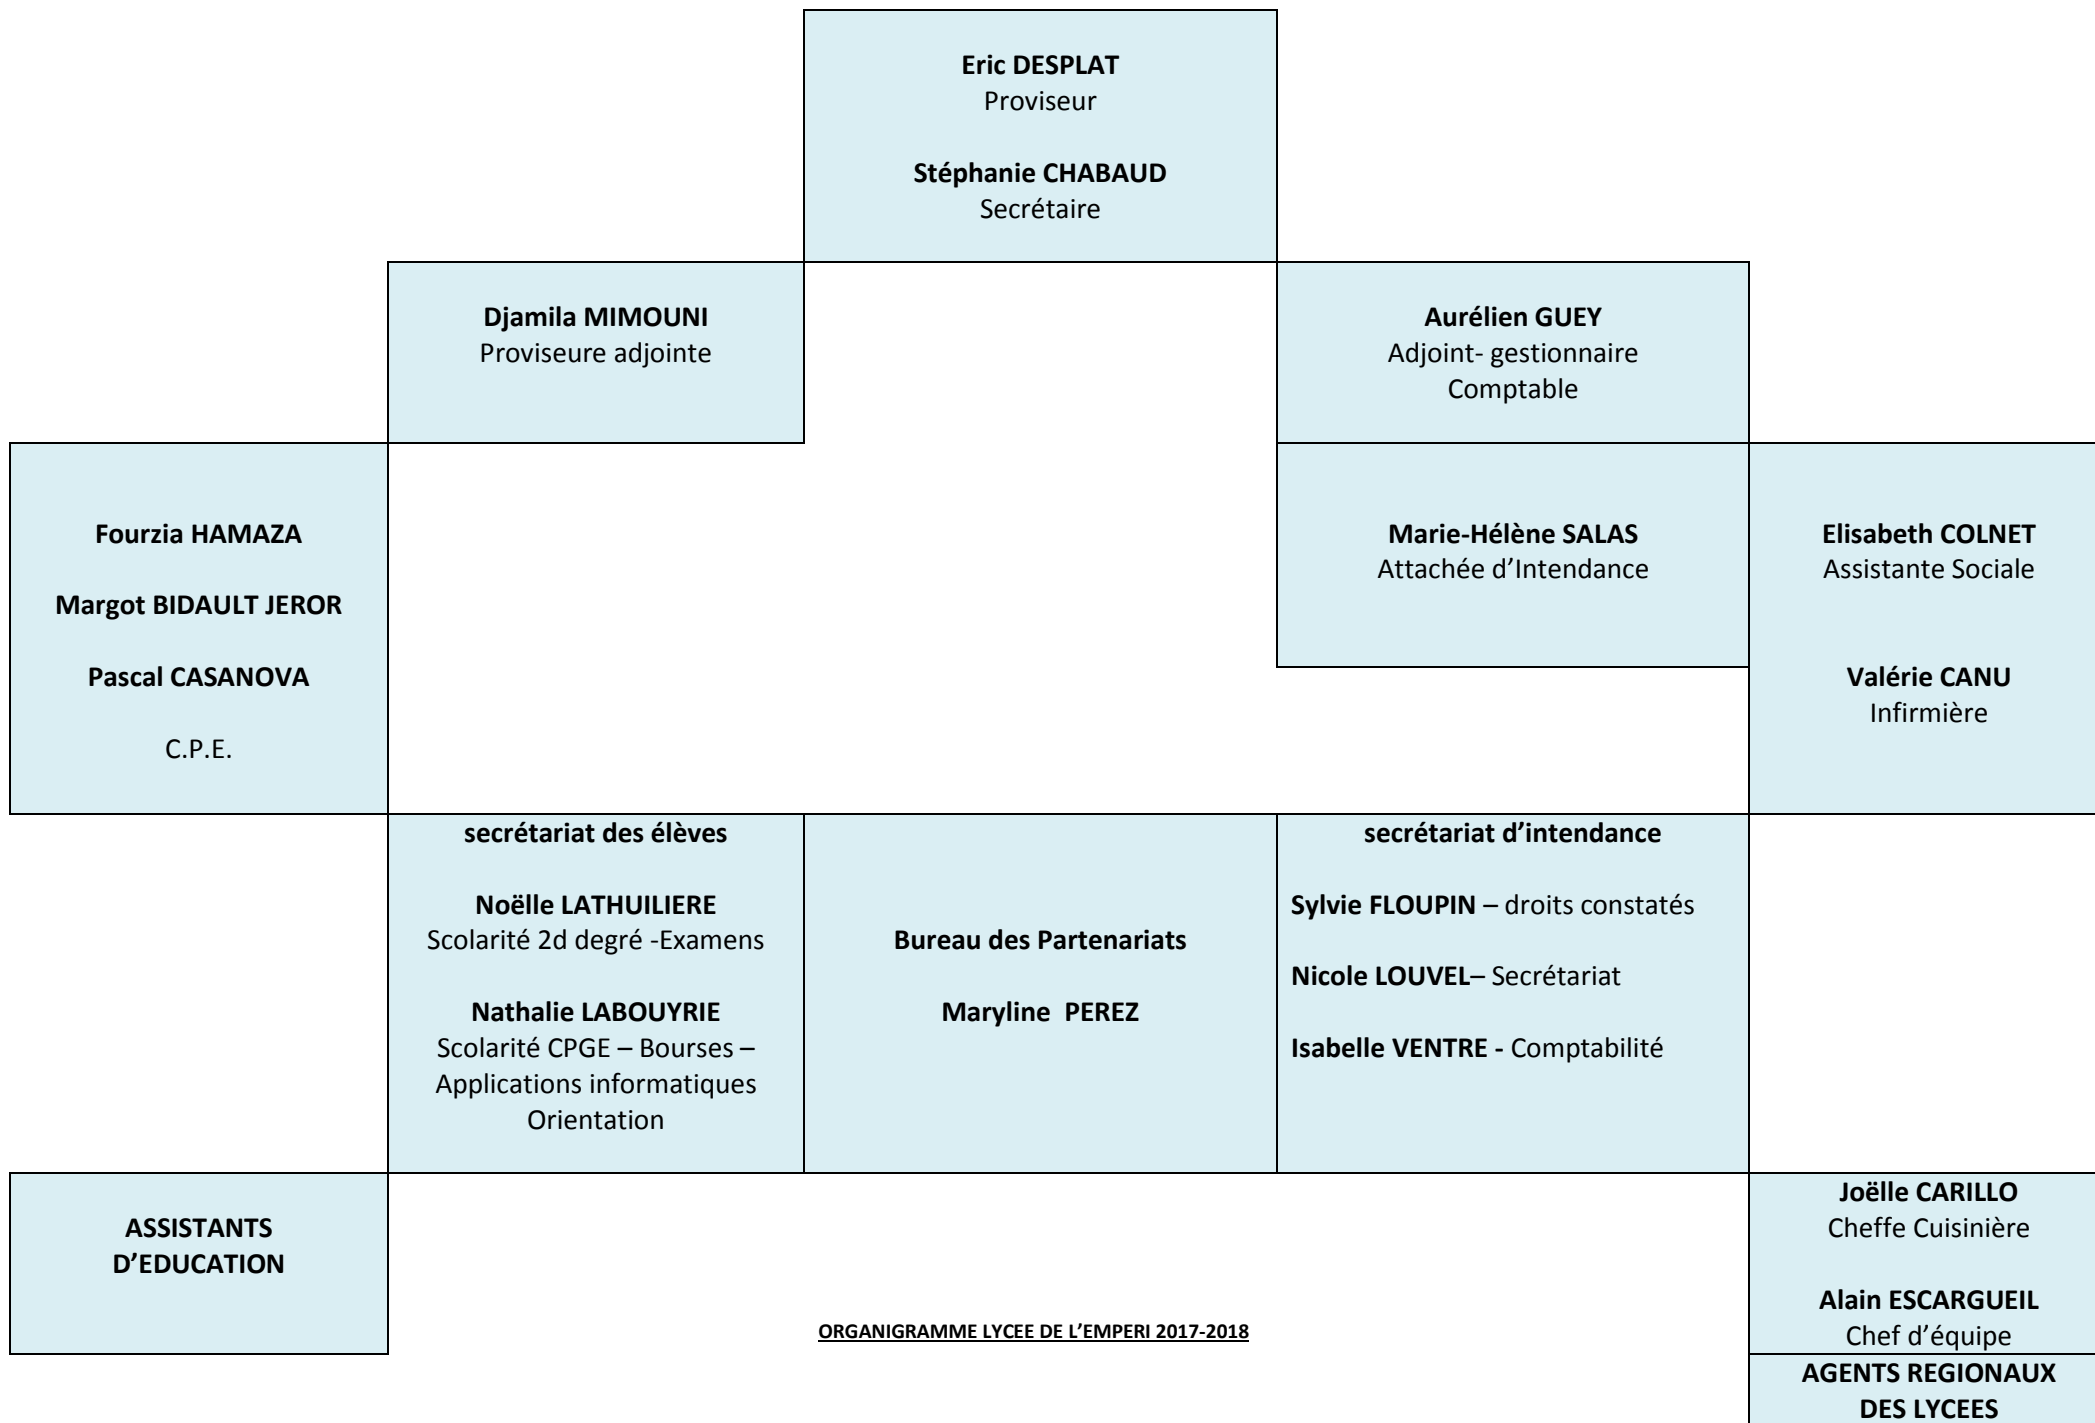 Eric DESPLAT
Proviseur
Stéphanie CHABAUD
Secrétaire
Djamila MIMOUNI
Proviseure adjointe
Aurélien GUEY
Adjoint- gestionnaire
Comptable
Fourzia HAMAZA
Margot BIDAULT JEROR
Pascal CASANOVA
C.P.E.
Marie-Hélène SALAS
Attachée d’Intendance
Elisabeth COLNET
Assistante Sociale
Valérie CANU
Infirmière
secrétariat des élèves
Noëlle LATHUILIERE
Scolarité 2d degré -Examens
Nathalie LABOUYRIE
Scolarité CPGE – Bourses –
Applications informatiques
Orientation
Bureau des Partenariats
Maryline  PEREZ
secrétariat d’intendance
Sylvie FLOUPIN – droits constatés
Nicole LOUVEL– Secrétariat
Isabelle VENTRE - Comptabilité
ASSISTANTS
D’EDUCATION
Joëlle CARILLO
Cheffe Cuisinière
Alain ESCARGUEIL
Chef d’équipe
AGENTS REGIONAUX
DES LYCEES
ORGANIGRAMME LYCEE DE L’EMPERI 2017-2018